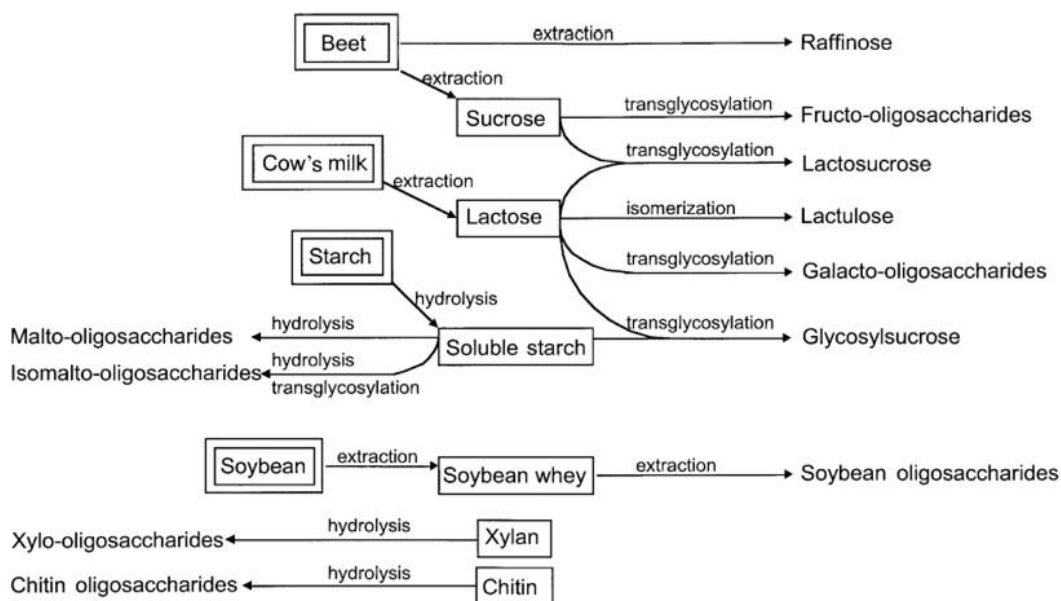 Beet
extraction
Raffinose
extraction
Sucrose
transglycosylation
Fructo-oligosaccharides
Cow's milk
extraction
transglycosylation
Lactosucrose
Lactose
isomerization
Lactulose
Starch
transglycosylation
Galacto-oligosaccharides
hydrolysis
Malto-oligosaccharides
hydrolysis
Soluble starch
transglycosylation
Glycosylsucrose
Isomalto-oligosaccharides
hydrolysis
transglycosylation
Soybean
extraction
Soybean whey
extraction
Soybean oligosaccharides
Xylo-oligosaccharides
hydrolysis
Xylan
Chitin oligosaccharides
hydrolysis
Chitin